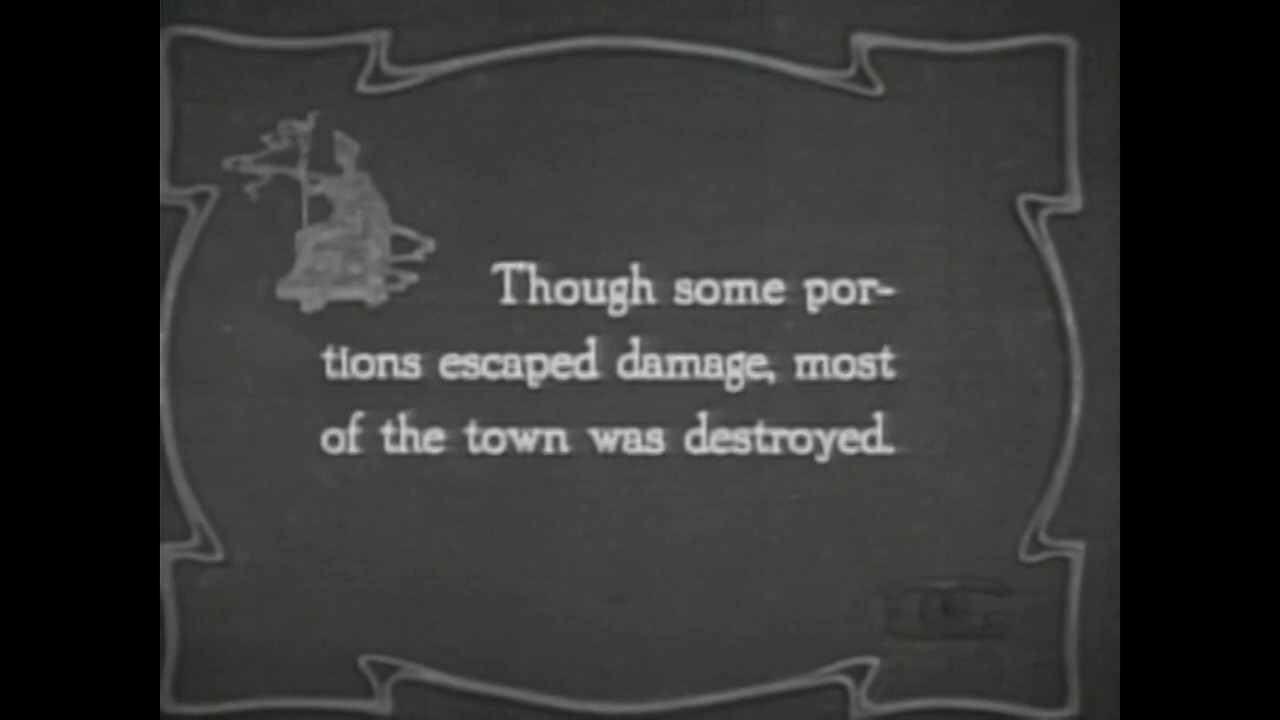 Though some por-
tions escaped damage, most
of the town was destroyed.